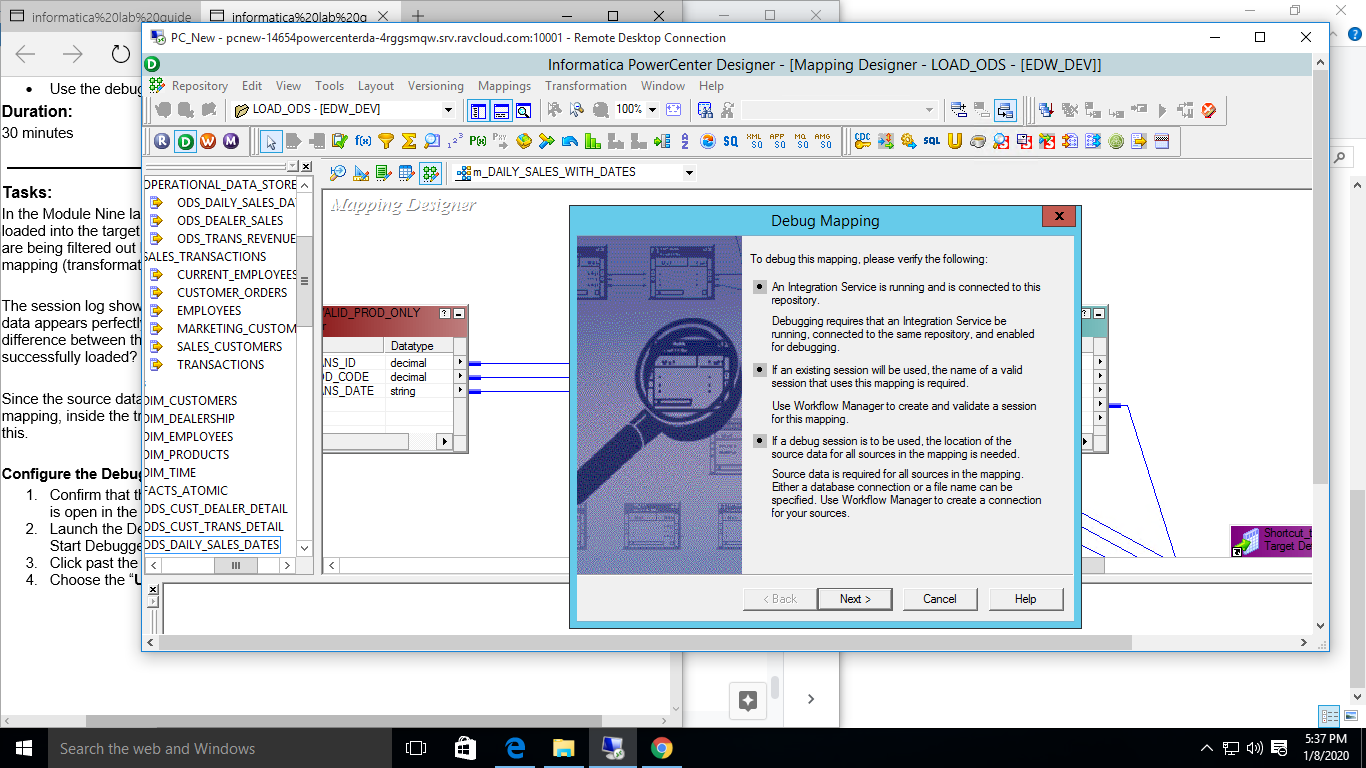 informatica%20lab%20guide
informatica%20lab%20g
PC_New - pcnew-14654powercenterda-4rggsmqw.srv.ravcloud.com:10001 - Remote Desktop Connection
Informatica PowerCenter Designer - [Mapping Designer - LOAD_ODS - [EDW_DEV]]
Repository Edit View Tools Layout Versioning Mappings Transformation Window Help
LOAD_ODS - [EDW_DEV]
100%
m_DAILY_SALES_WITH_DATES
Mapping Designer
• Use the debug
Duration:
30 minutes
Tasks:
In the Module Nine la
loaded into the target
are being filtered out
mapping (transformat
The session log show
data appears perfectly
difference between th
successfully loaded?
Since the source data
mapping, inside the tr
this.
Configure the Debug
1. Confirm that th
is open in the
2. Launch the De
Start Debugge
3. Click past the
4. Choose the “U
OPERATIONAL_DATA_STORE
ODS_DAILY_SALES_DA
ODS_DEALER_SALES
ODS_TRANS_REVENUE
SALES_TRANSACTIONS
CURRENT_EMPLOYEES
CUSTOMER_ORDERS
EMPLOYEES
MARKETING_CUSTOM
SALES_CUSTOMERS
TRANSACTIONS
DIM_CUSTOMERS
DIM_DEALERSHIP
DIM_EMPLOYEES
DIM_PRODUCTS
DIM_TIME
FACTS_ATOMIC
ODS_CUST_DEALER_DETAIL
ODS_CUST_TRANS_DETAIL
ODS_DAILY_SALES_DATES
VALID_PROD_ONLY
Datatype
ANS_ID decimal
OD_CODE decimal
ANS_DATE string
Debug Mapping
To debug this mapping, please verify the following:
An Integration Service is running and is connected to this
repository.
Debugging requires that an Integration Service be
running, connected to the same repository, and enabled
for debugging.
If an existing session will be used, the name of a valid
session that uses this mapping is required.
Use Workflow Manager to create and validate a session
for this mapping.
If a debug session is to be used, the location of the
source data for all sources in the mapping is needed.
Source data is required for all sources in the mapping.
Either a database connection or a file name can be
specified. Use Workflow Manager to create a connection
for your sources.
< Back Next > Cancel Help
Shortcut_t
Target De
Search the web and Windows
5:37 PM
1/8/2020